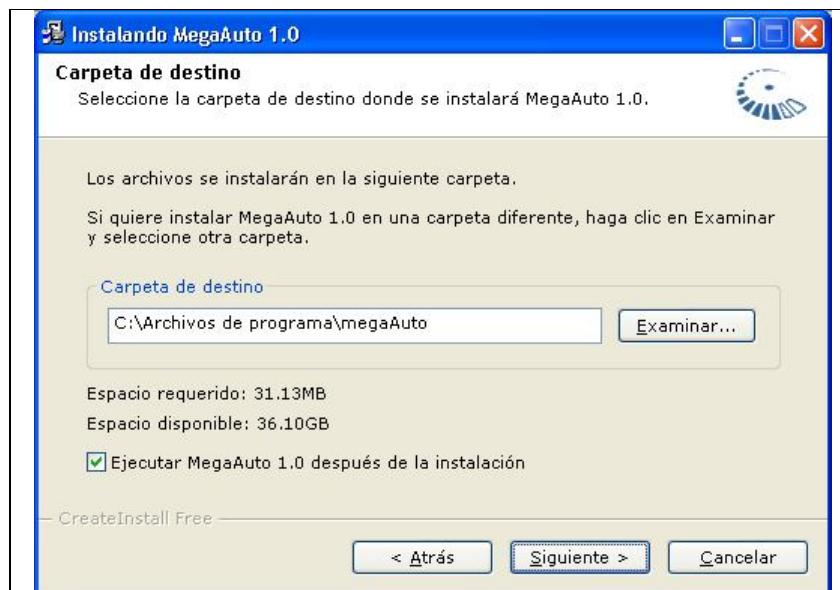 Instalando MegaAuto 1.0
Carpeta de destino
Seleccione la carpeta de destino donde se instalará MegaAuto 1.0.
Los archivos se instalarán en la siguiente carpeta.
Si quiere instalar MegaAuto 1.0 en una carpeta diferente, haga clic en Examinar
y seleccione otra carpeta.
Carpeta de destino
C:\Archivos de programa\megaAuto
Examinar...
Espacio requerido: 31.13MB
Espacio disponible: 36.10GB
Ejecutar MegaAuto 1.0 después de la instalación
CreateInstall Free
< Atrás Siguiente > Cancelar